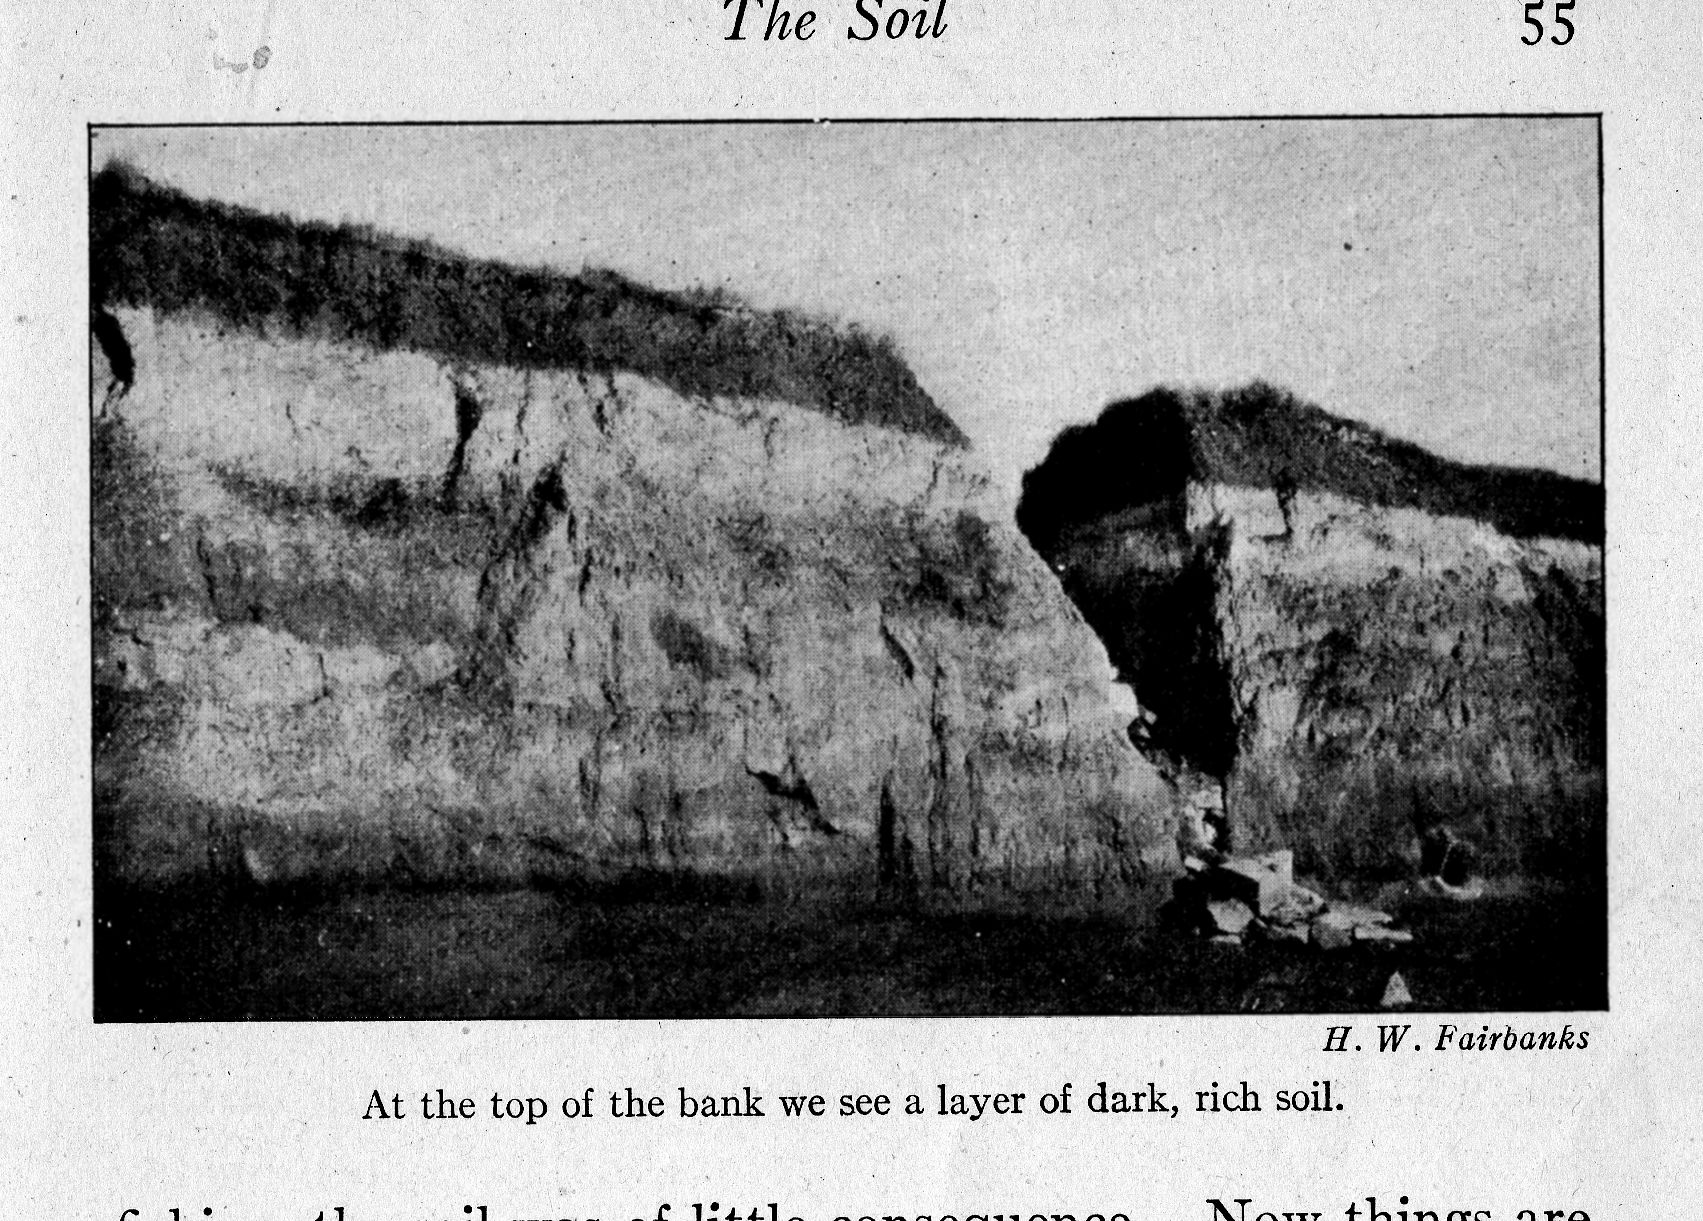 The Soil 55
H. W. Fairbanks
At the top of the bank we see a layer of dark, rich soil.
fishing, the soil was of little consequence. Now things are